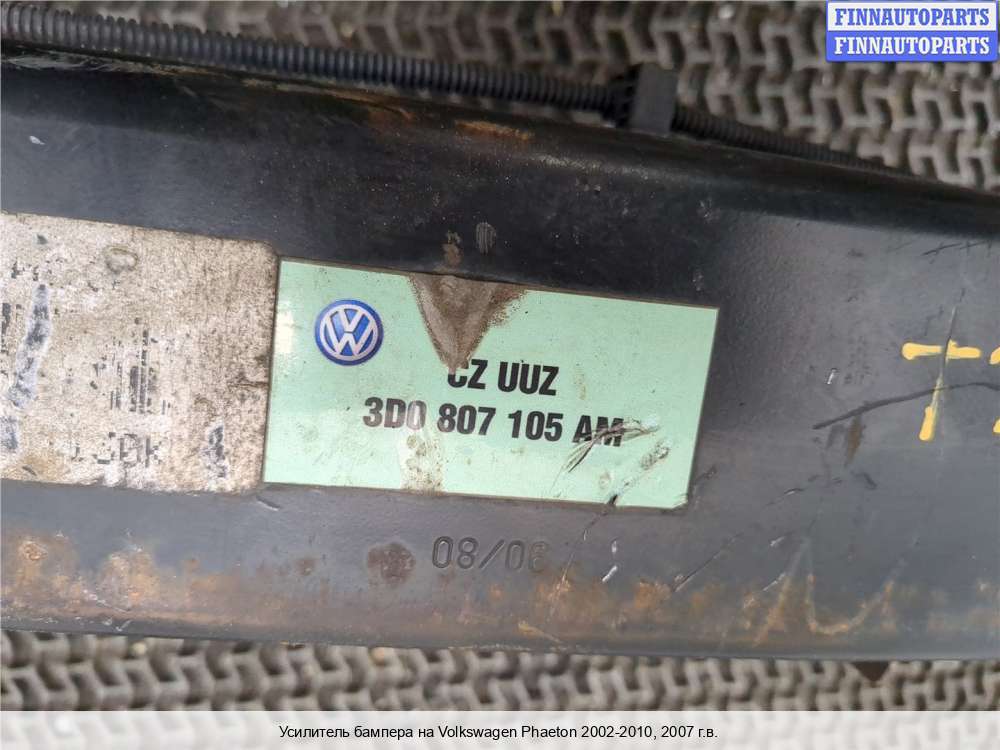 FINNAUTOPARTS
FINNAUTOPARTS
CZ UUZ
3D0 807 105 AM
08/06
Усилитель бампера на Volkswagen Phaeton 2002-2010, 2007 г.в.